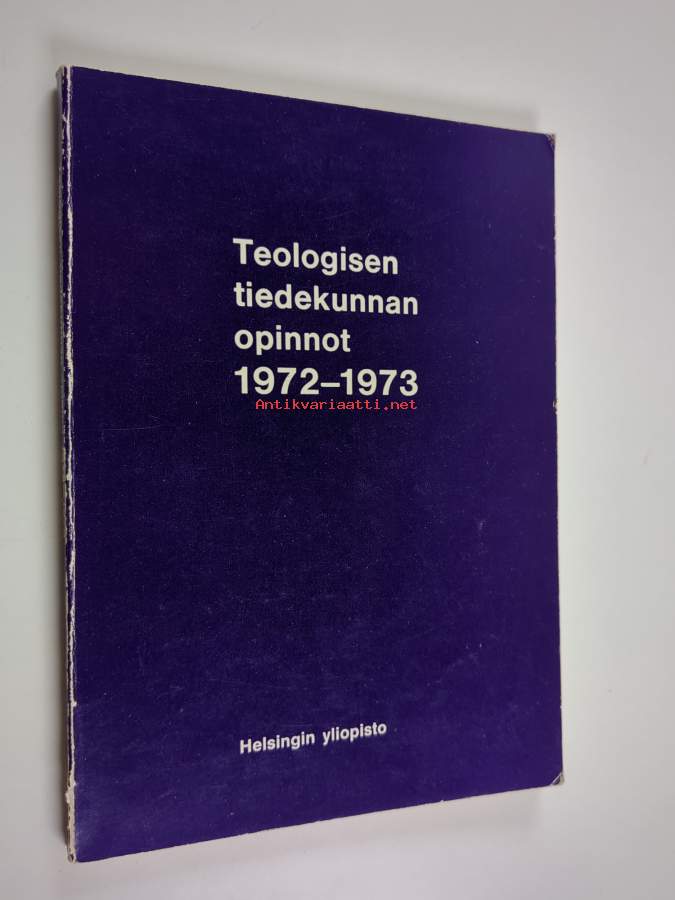 Teologisen
tiedekunnan
opinnot
1972–1973
Antikvariaatti.net
Helsingin yliopisto